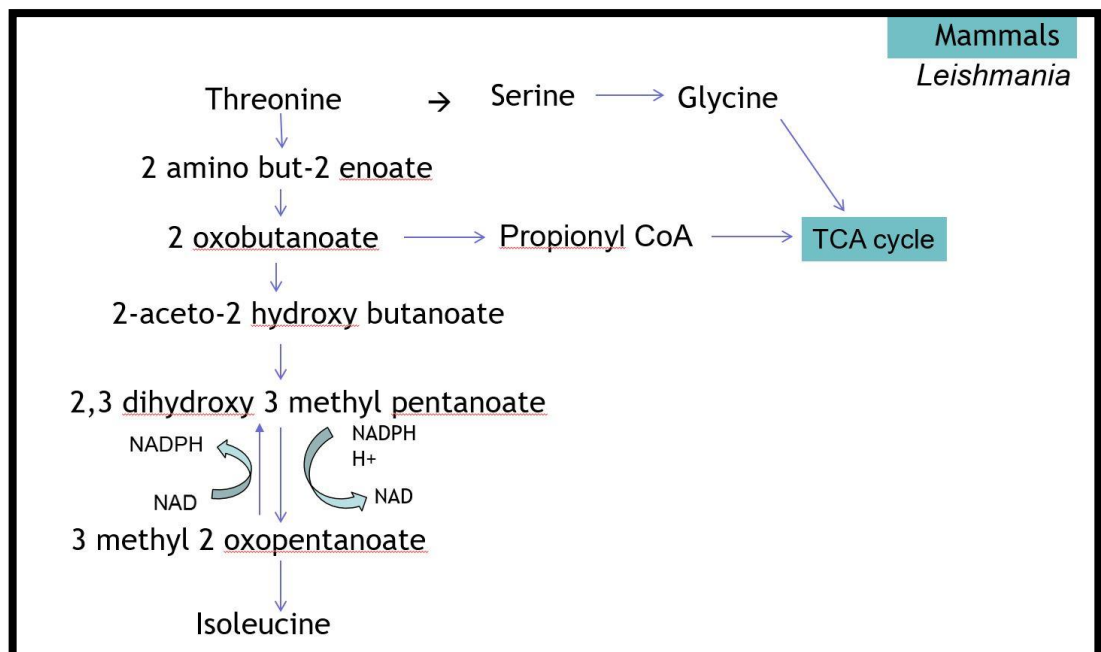 Mammals
Leishmania
Threonine → Serine Glycine
2 amino but-2 enoate
2 oxobutanoate Propionyl CoA TCA cycle
2-aceto-2 hydroxy butanoate
2,3 dihydroxy 3 methyl pentanoate
NADPH NADPH
H+
NAD NAD
3 methyl 2 oxopentanoate
Isoleucine